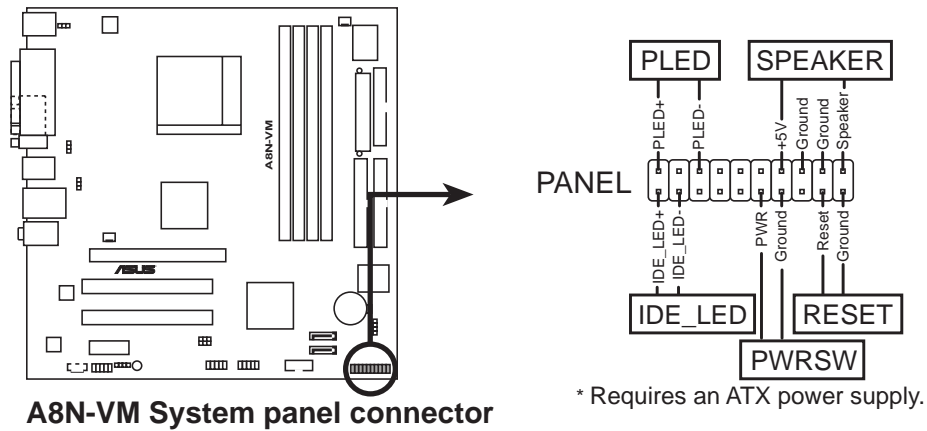 PLED
SPEAKER
PLED+
PLED-
+5V
Ground
Ground
Speaker
A8N-VM
PANEL
IDE_LED+
IDE_LED-
PWR
Ground
Reset
Ground
ASUS
IDE_LED
RESET
PWRSW
* Requires an ATX power supply.
A8N-VM System panel connector